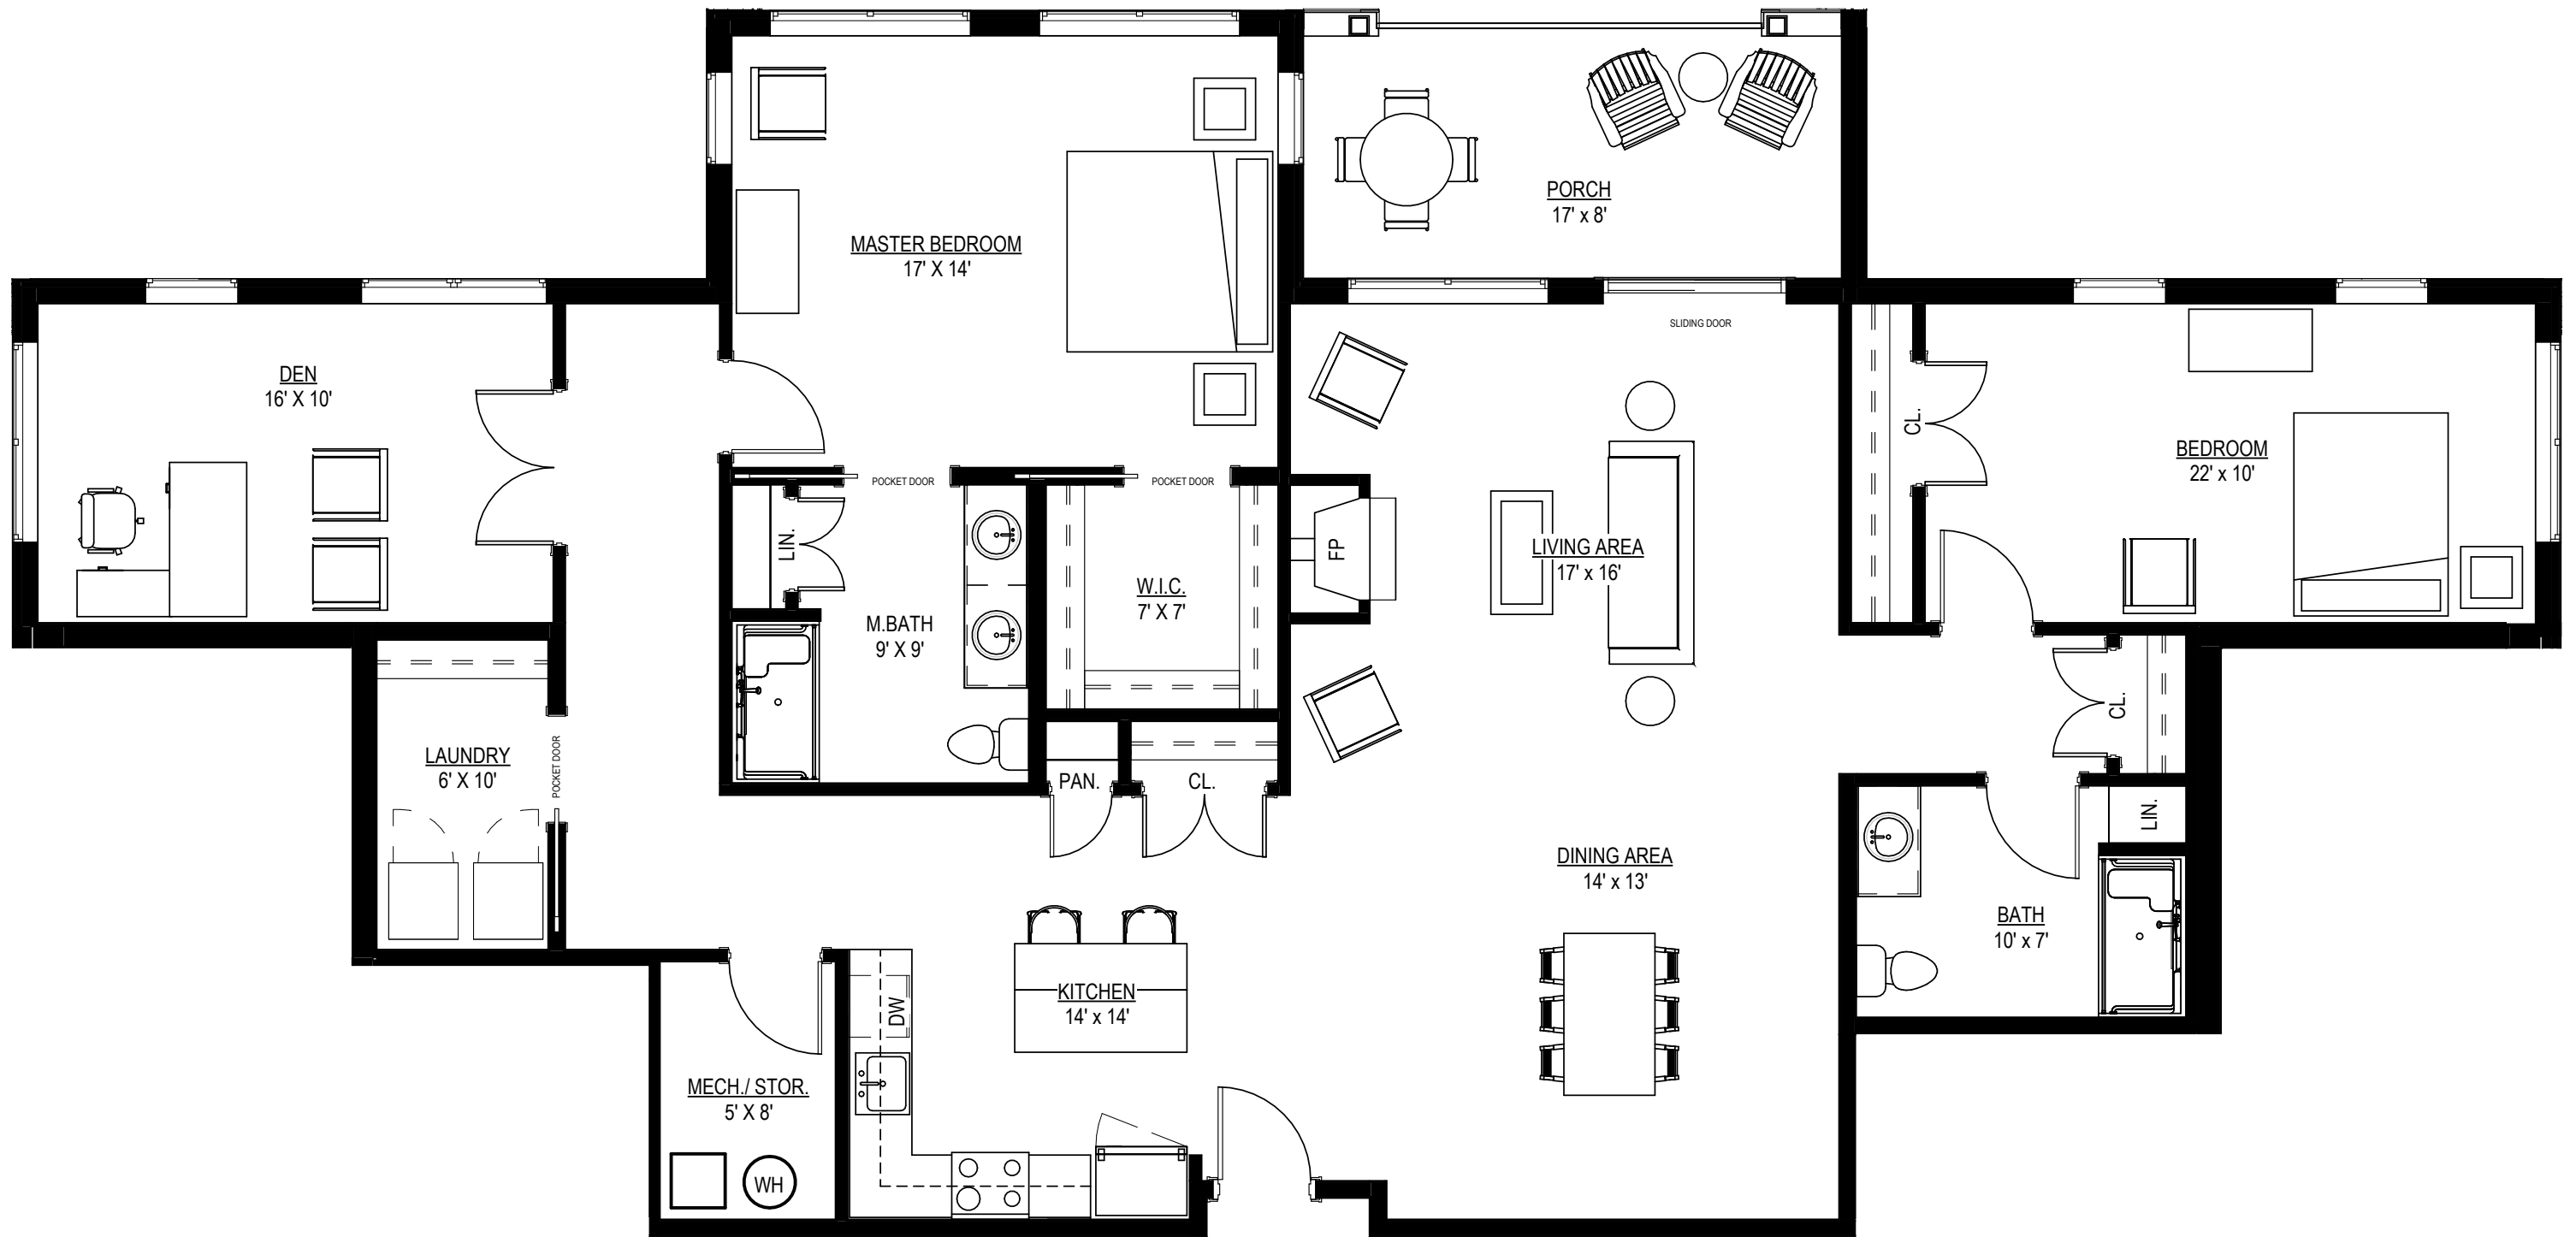 PORCH
17' x 8'
MASTER BEDROOM
17' X 14'
SLIDING DOOR
DEN
16' X 10'
CL.
BEDROOM
22' x 10'
POCKET DOOR
POCKET DOOR
LIN.
FP
LIVING AREA
17' x 16'
W.I.C.
7' X 7'
M.BATH
9' X 9'
CL.
LAUNDRY
6' X 10'
POCKET DOOR
PAN.
CL.
LIN.
DINING AREA
14' x 13'
BATH
10' x 7'
KITCHEN
14' x 14'
DW
MECH./ STOR.
5' X 8'
WH